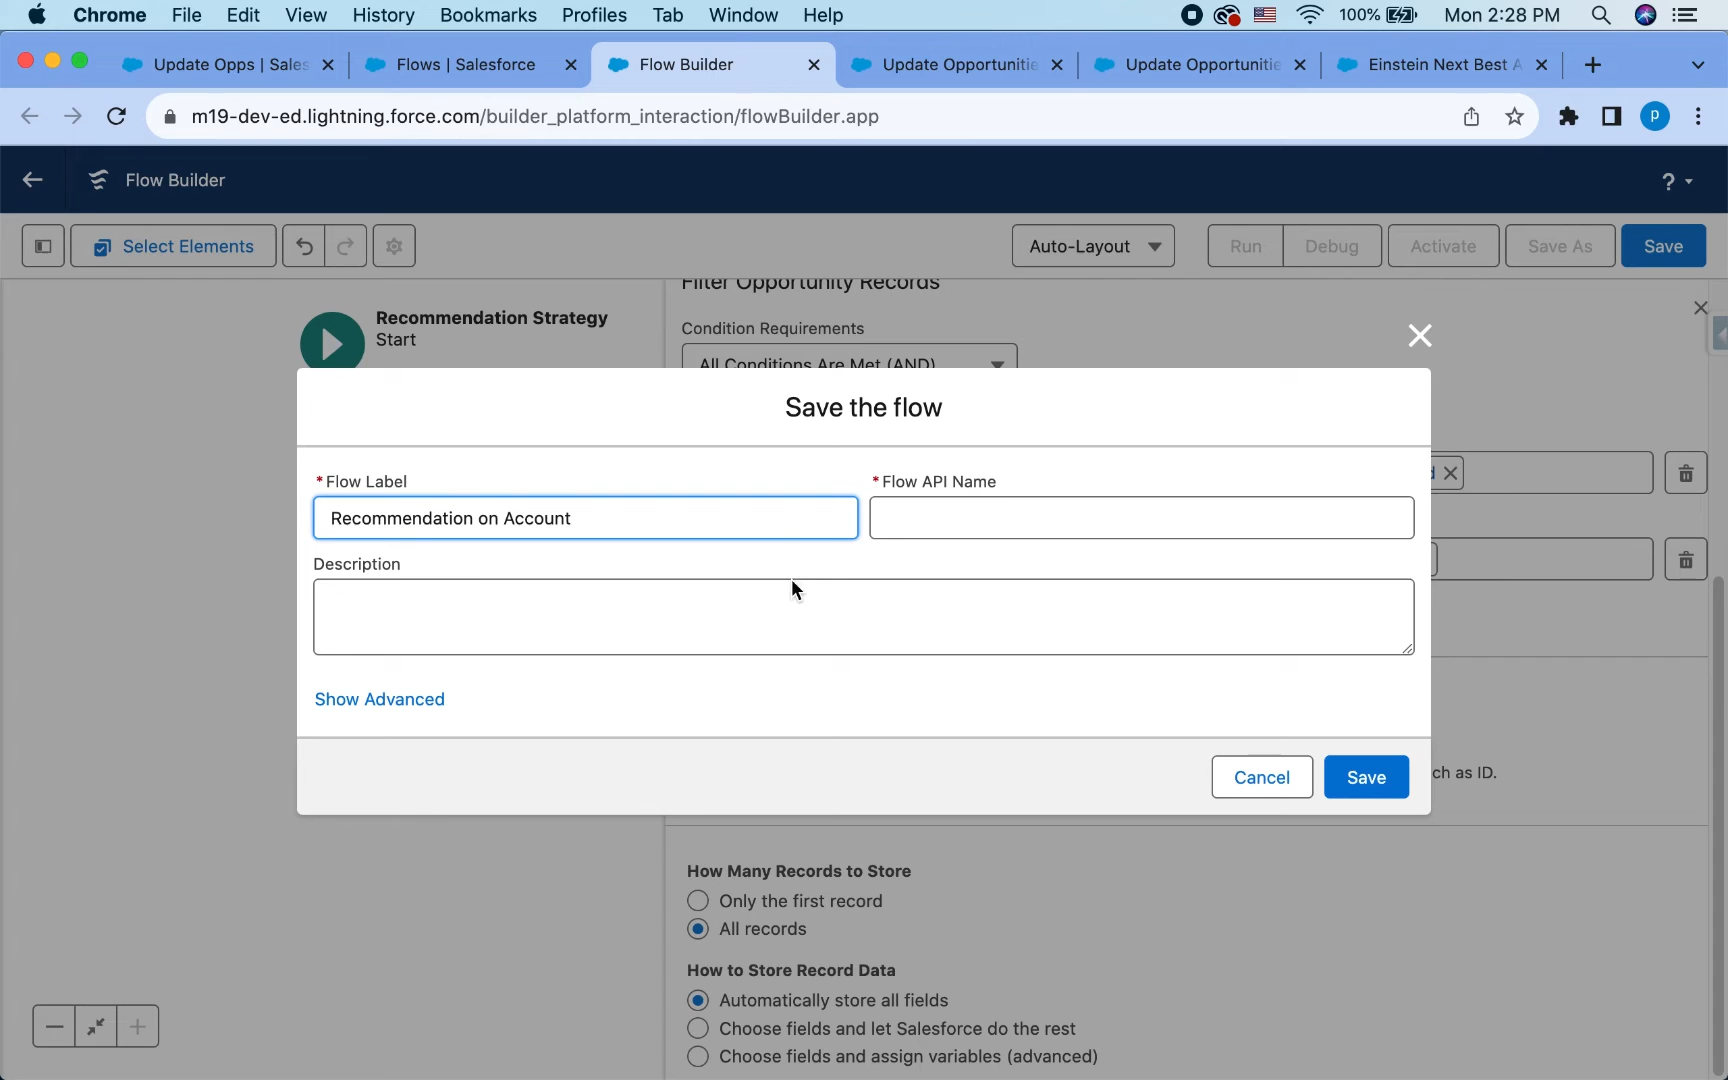 Chrome File Edit View History Bookmarks Profiles Tab Window Help 100% Mon 2:28 PM
Update Opps | Sales Flows | Salesforce Flow Builder Update Opportunitie Update Opportunitie Einstein Next Best A
m19-dev-ed.lightning.force.com/builder_platform_interaction/flowBuilder.app p
Flow Builder ?
Select Elements Auto-Layout Run Debug Activate Save As Save
Filter Opportunity Records
Recommendation Strategy
Start
Condition Requirements
All Conditions Are Met (AND)
Save the flow
*Flow Label *Flow API Name
Recommendation on Account
Description
Show Advanced
Cancel Save
ch as ID.
How Many Records to Store
Only the first record
All records
How to Store Record Data
Automatically store all fields
Choose fields and let Salesforce do the rest
Choose fields and assign variables (advanced)